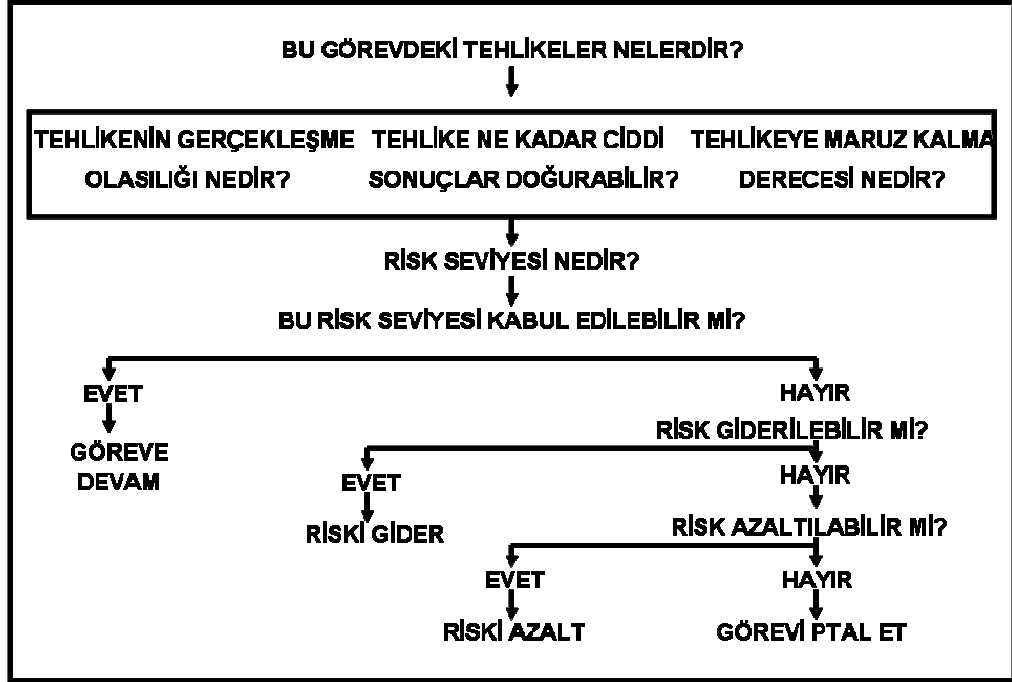 BU GÖREVDEKİ TEHLİKELER NELERDİR?
TEHLİKENİN GERÇEKLEŞME OLASILIĞI NEDİR?
TEHLİKE NE KADAR CİDDİ SONUÇLAR DOĞURABİLİR?
TEHLİKEYE MARUZ KALMA DERECESİ NEDİR?
RİSK SEVİYESİ NEDİR?
BU RİSK SEVİYESİ KABUL EDİLEBİLİR Mİ?
EVET
HAYIR
GÖREVE
DEVAM
RİSK GİDERİLEBİLİR Mİ?
EVET
HAYIR
RİSKİ GİDER
RİSK AZALTILABİLİR Mİ?
EVET
HAYIR
RİSKİ AZALT
GÖREVİ PTAL ET